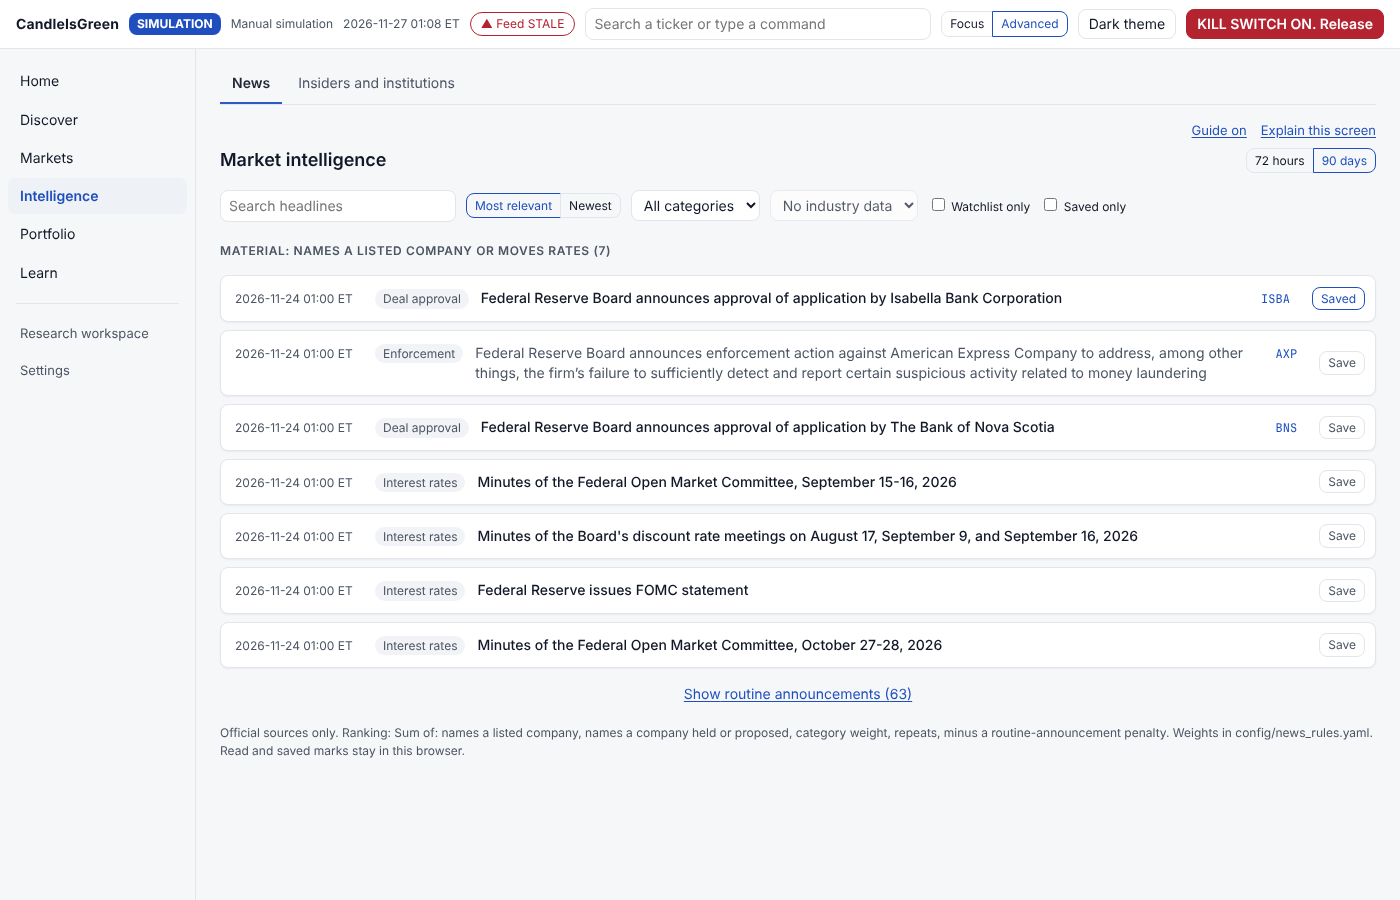 CandleIsGreen SIMULATION Manual simulation 2026-11-27 01:08 ET ▲ Feed STALE Search a ticker or type a command Focus Advanced Dark theme KILL SWITCH ON. Release
Home
Discover
Markets
Intelligence
Portfolio
Learn
Research workspace
Settings
News Insiders and institutions
Guide on Explain this screen
Market intelligence 72 hours 90 days
Search headlines Most relevant Newest All categories No industry data Watchlist only Saved only
MATERIAL: NAMES A LISTED COMPANY OR MOVES RATES (7)
2026-11-24 01:00 ET Deal approval Federal Reserve Board announces approval of application by Isabella Bank Corporation ISBA Saved
2026-11-24 01:00 ET Enforcement Federal Reserve Board announces enforcement action against American Express Company to address, among other AXP Save
things, the firm’s failure to sufficiently detect and report certain suspicious activity related to money laundering
2026-11-24 01:00 ET Deal approval Federal Reserve Board announces approval of application by The Bank of Nova Scotia BNS Save
2026-11-24 01:00 ET Interest rates Minutes of the Federal Open Market Committee, September 15-16, 2026 Save
2026-11-24 01:00 ET Interest rates Minutes of the Board's discount rate meetings on August 17, September 9, and September 16, 2026 Save
2026-11-24 01:00 ET Interest rates Federal Reserve issues FOMC statement Save
2026-11-24 01:00 ET Interest rates Minutes of the Federal Open Market Committee, October 27-28, 2026 Save
Show routine announcements (63)
Official sources only. Ranking: Sum of: names a listed company, names a company held or proposed, category weight, repeats, minus a routine-announcement penalty. Weights in config/news_rules.yaml.
Read and saved marks stay in this browser.